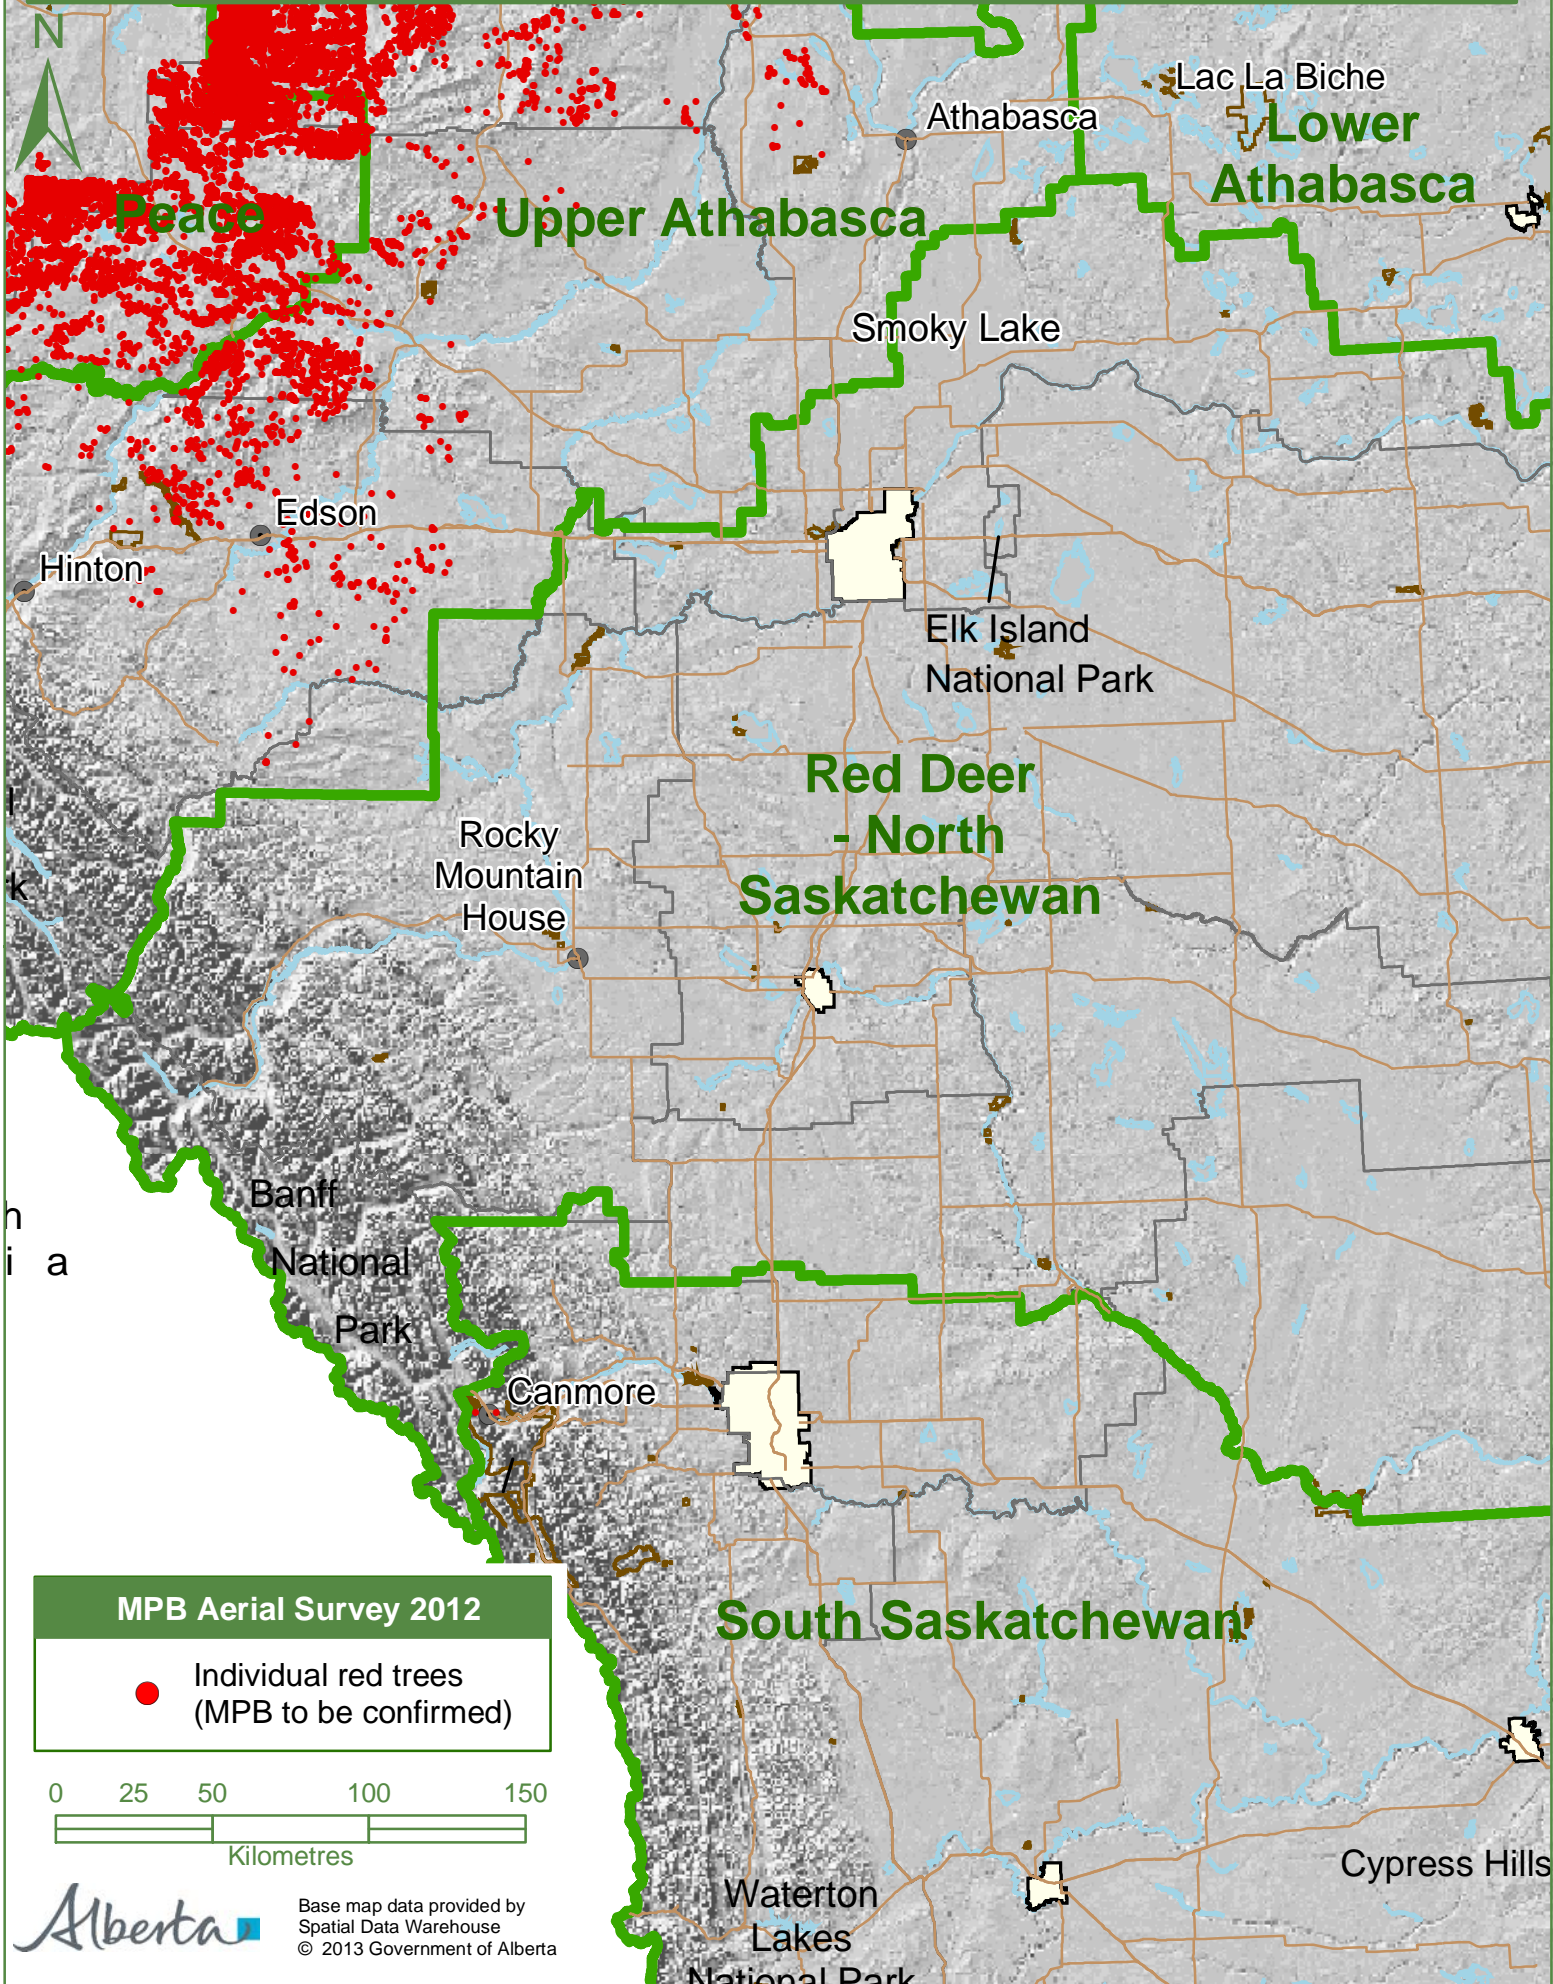 N
Lac La Biche
Athabasca
Lower
Athabasca
Peace
Upper Athabasca
Smoky Lake
Edson
Hinton
Elk Island
National Park
Red Deer
- North
Saskatchewan
Rocky
Mountain
House
l
k
Banff
National
Park
h
i a
Canmore
MPB Aerial Survey 2012
Individual red trees
(MPB to be confirmed)
South Saskatchewan
0 25 50 100 150
Kilometres
Cypress Hills
Waterton
Lakes
National Park
Alberta
Base map data provided by
Spatial Data Warehouse
© 2013 Government of Alberta